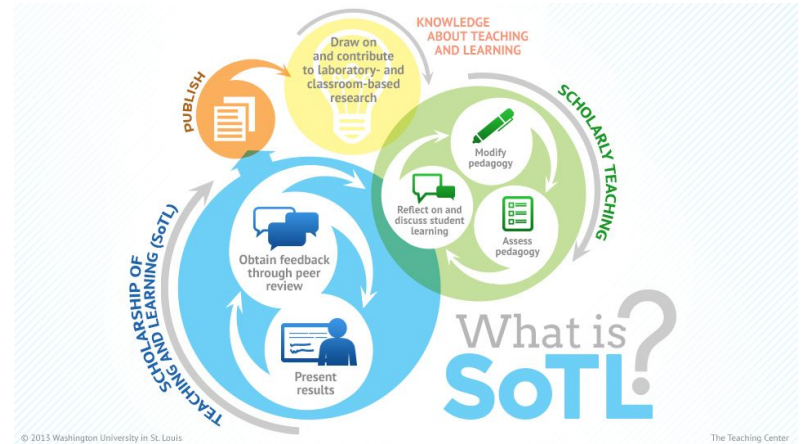 KNOWLEDGE
ABOUT TEACHING
AND LEARNING
Draw on
and contribute
to laboratory- and
classroom-based
research
PUBLISH
SCHOLARLY TEACHING
Modify
pedagogy
Reflect on and
discuss student
learning
Assess
pedagogy
SCHOLARSHIP OF
TEACHING AND LEARNING (SoTL)
Obtain feedback
through peer
review
Present
results
What is
SoTL?
© 2013 Washington University in St. Louis
The Teaching Center